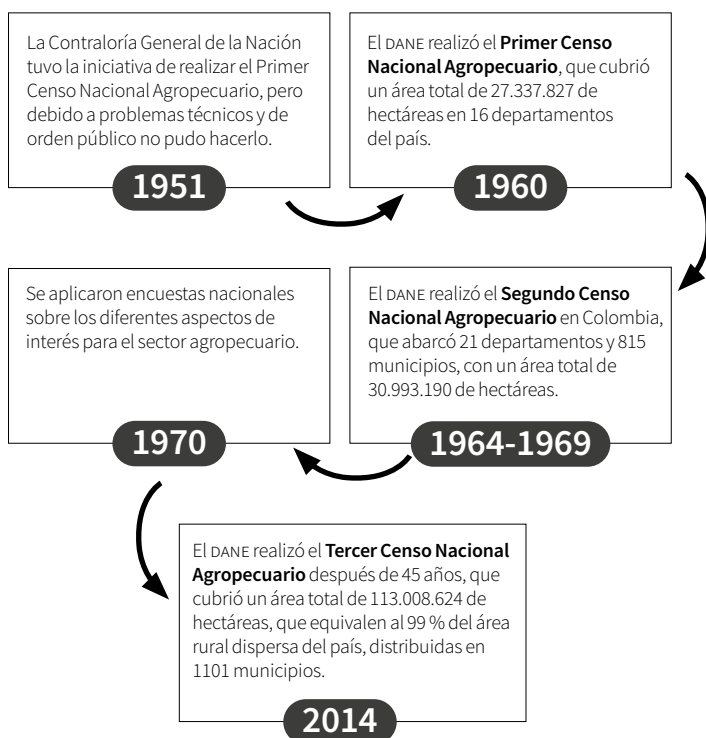 La Contraloría General de la Nación
tuvo la iniciativa de realizar el Primer
Censo Nacional Agropecuario, pero
debido a problemas técnicos y de
orden público no pudo hacerlo.
1951
El DANE realizó el Primer Censo
Nacional Agropecuario, que cubrió
un área total de 27.337.827 de
hectáreas en 16 departamentos
del país.
1960
El DANE realizó el Segundo Censo
Nacional Agropecuario en Colombia,
que abarcó 21 departamentos y 815
municipios, con un área total de
30.993.190 de hectáreas.
1964-1969
Se aplicaron encuestas nacionales
sobre los diferentes aspectos de
interés para el sector agropecuario.
1970
El DANE realizó el Tercer Censo Nacional
Agropecuario después de 45 años, que
cubrió un área total de 113.008.624 de
hectáreas, que equivalen al 99 % del área
rural dispersa del país, distribuidas en
1101 municipios.
2014